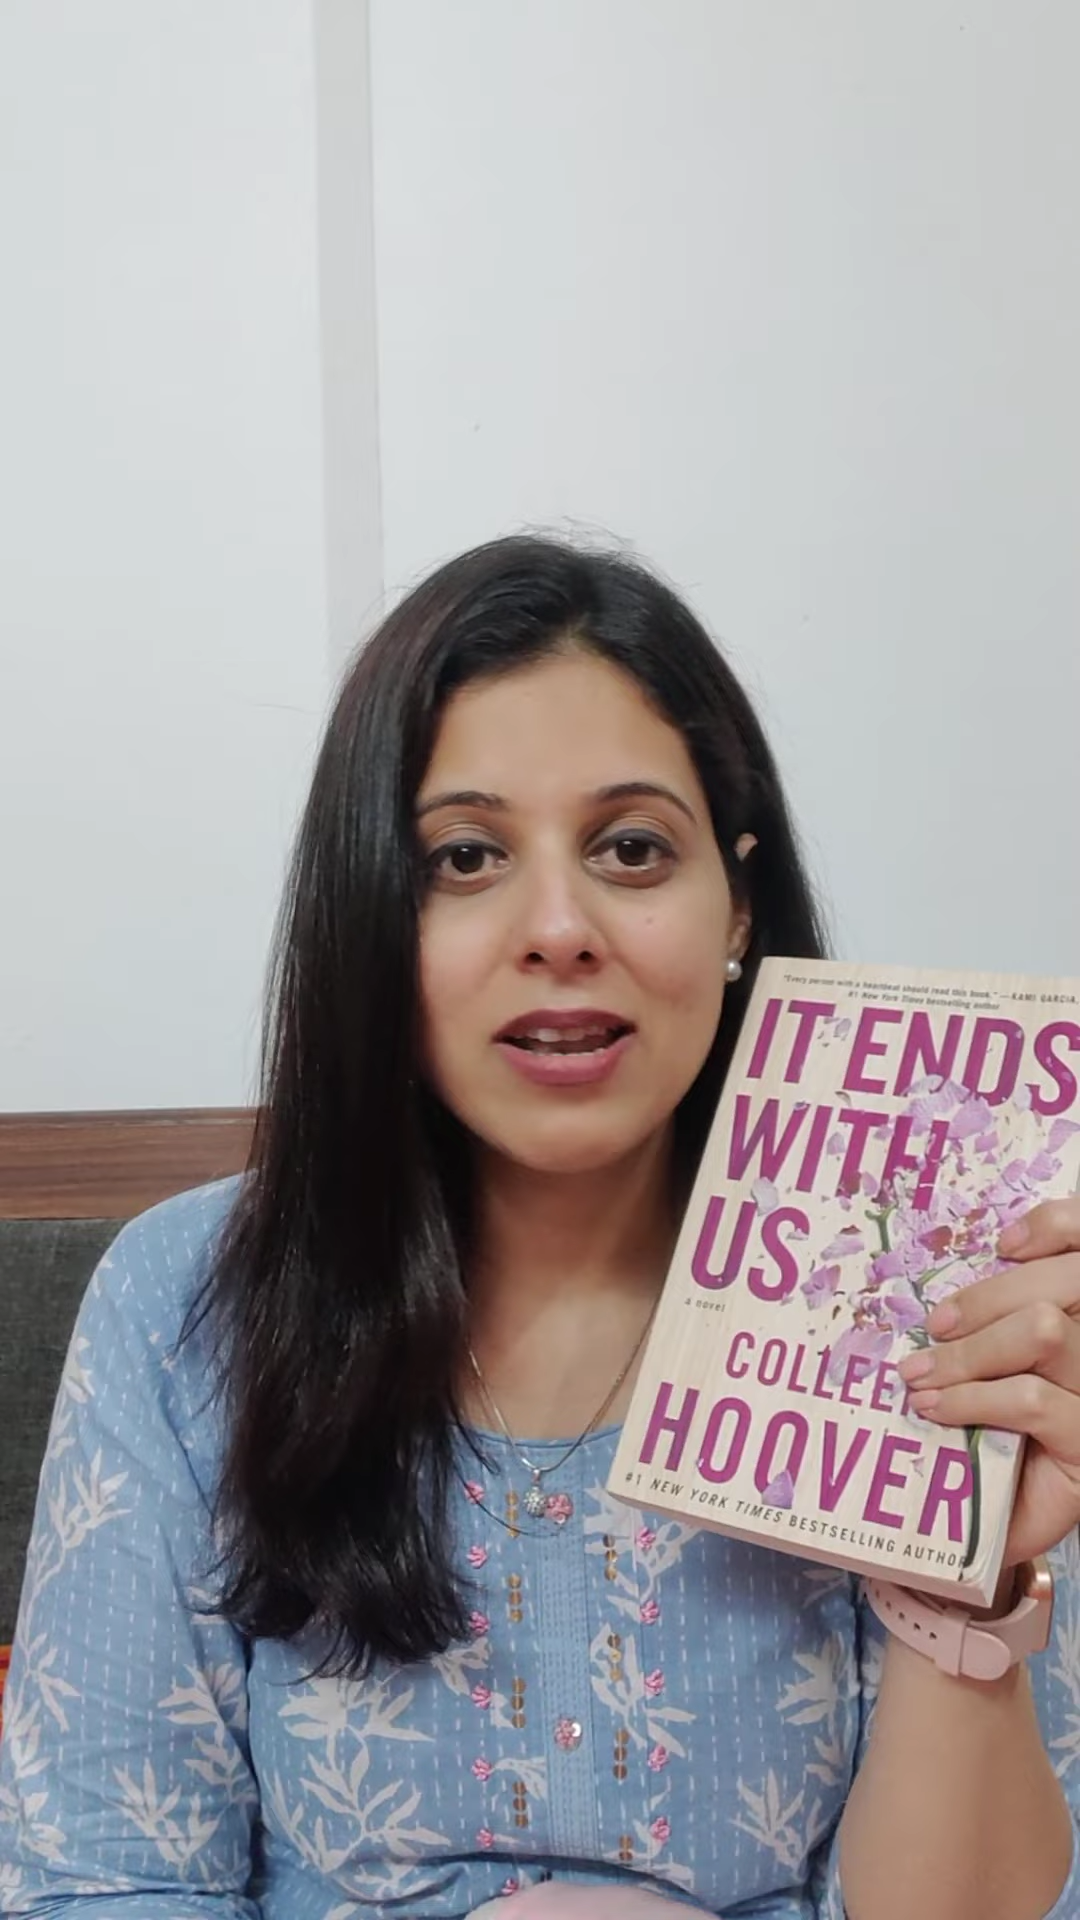 "Every person with a heartbeat should read this book." —KAMI GARCIA,
#1 New York Times bestselling author
IT ENDS
WITH
US
a novel
COLLEE
HOOVER
#1 NEW YORK TIMES BESTSELLING AUTHOR